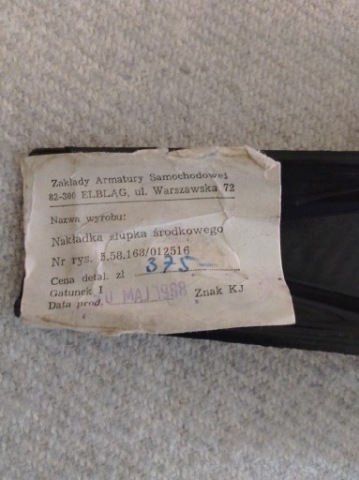 Zakłady Armatury Samochodowej
82-300 ELBLĄG, ul. Warszawska 72
Nazwa wyrobu:
Nakładka słupka środkowego
Nr rys. 5.58.168/012516
Cena detal. zł 375-
Gatunek I
Data prod. MAJ 1988 Znak KJ